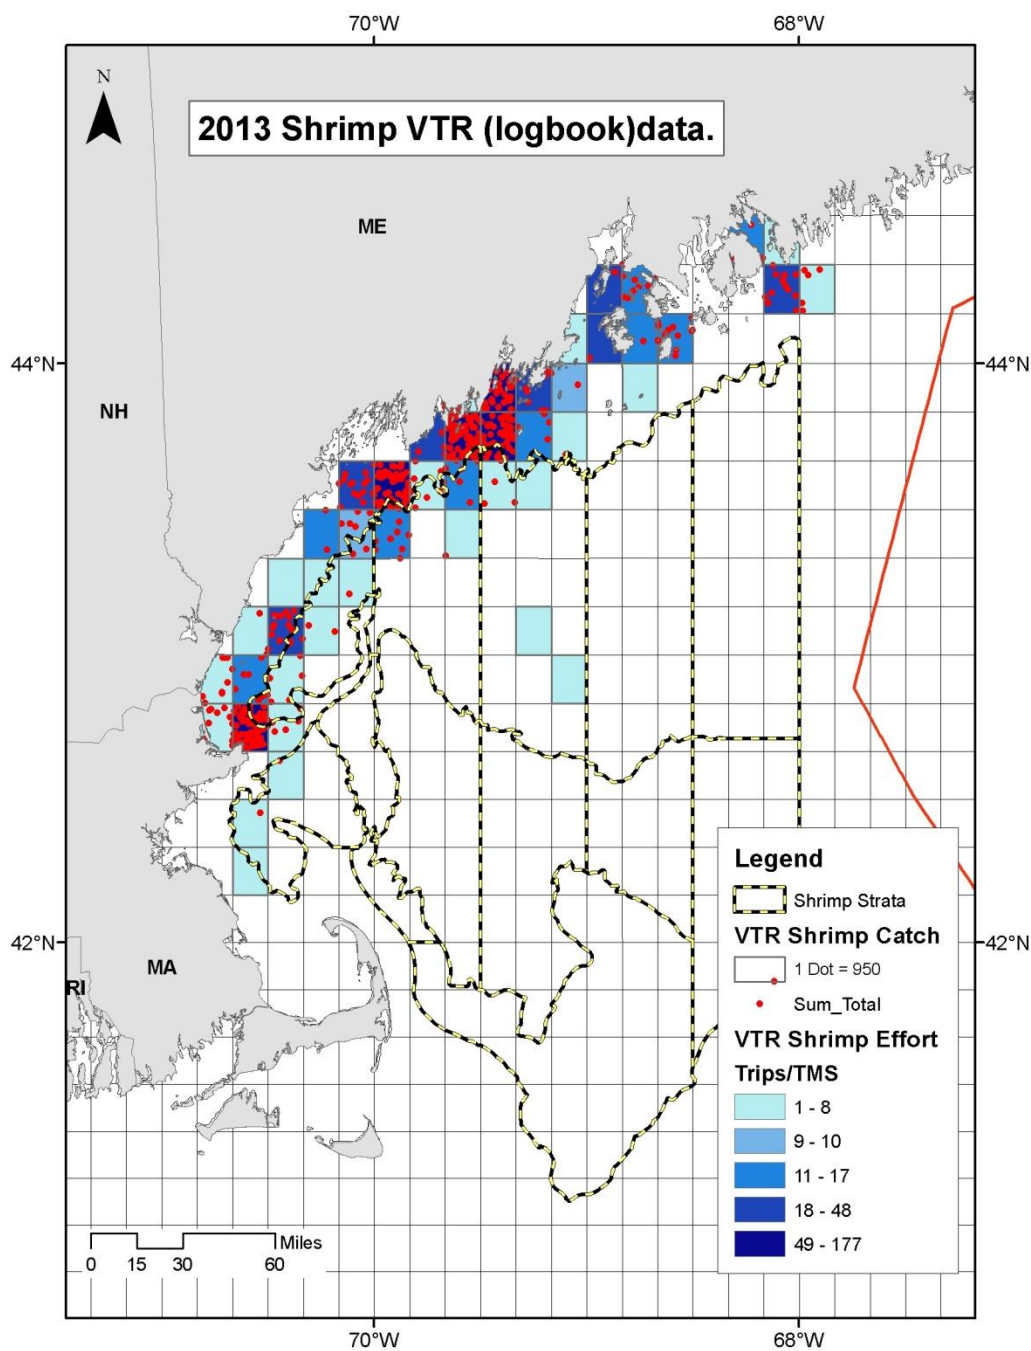 70°W 68°W
N
2013 Shrimp VTR (logbook)data.
ME
44°N 44°N
NH
Legend
Shrimp Strata
VTR Shrimp Catch
1 Dot = 950
Sum_Total
VTR Shrimp Effort
Trips/TMS
1 - 8
9 - 10
11 - 17
18 - 48
49 - 177
42°N 42°N
MA
RI
Miles
0 15 30 60
70°W 68°W